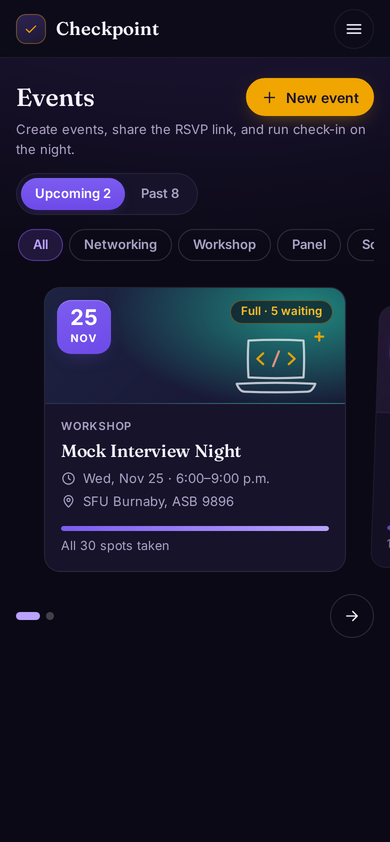 Checkpoint
Events
New event
Create events, share the RSVP link, and run check-in on
the night.
Upcoming 2
Past 8
All
Networking
Workshop
Panel
25
NOV
Full · 5 waiting
WORKSHOP
Mock Interview Night
Wed, Nov 25 · 6:00–9:00 p.m.
SFU Burnaby, ASB 9896
All 30 spots taken